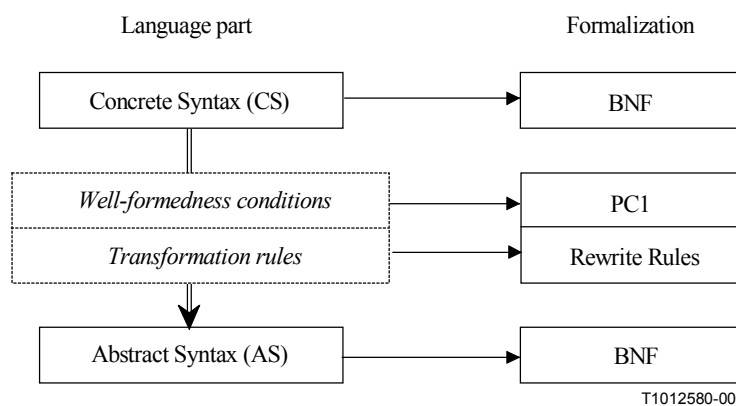 Language part
Formalization
Concrete Syntax (CS)
BNF
Well-formedness conditions
PC1
Transformation rules
Rewrite Rules
Abstract Syntax (AS)
BNF
T1012580-00